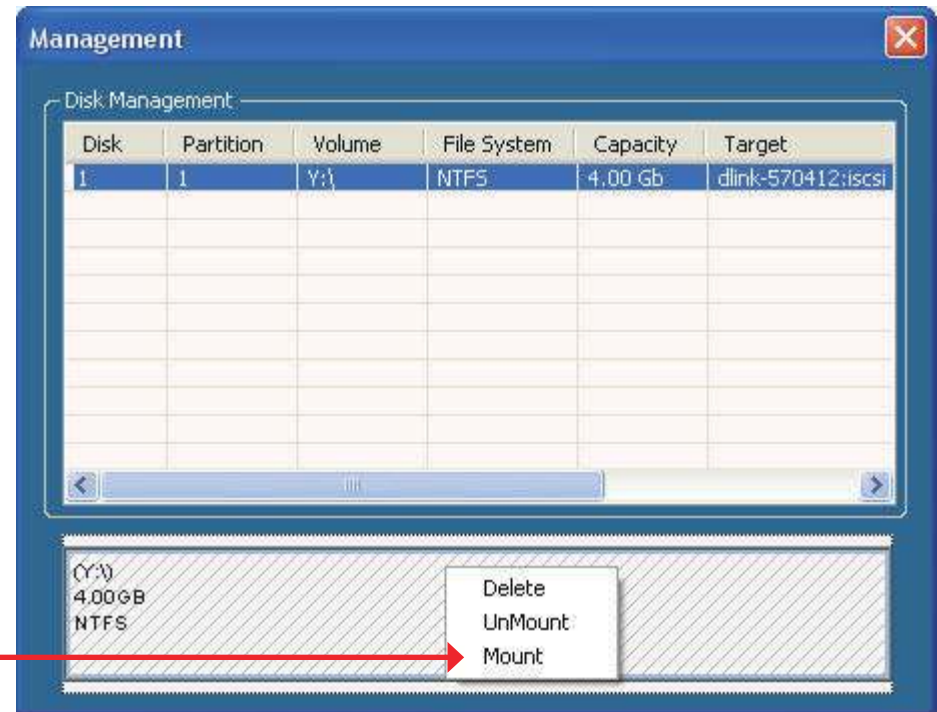 Management
Disk Management
Disk Partition Volume File System Capacity Target
1 1 Y:\ NTFS 4.00 Gb dlink-570412:iscsi
(Y:\)
4.00GB
NTFS
Delete
UnMount
Mount